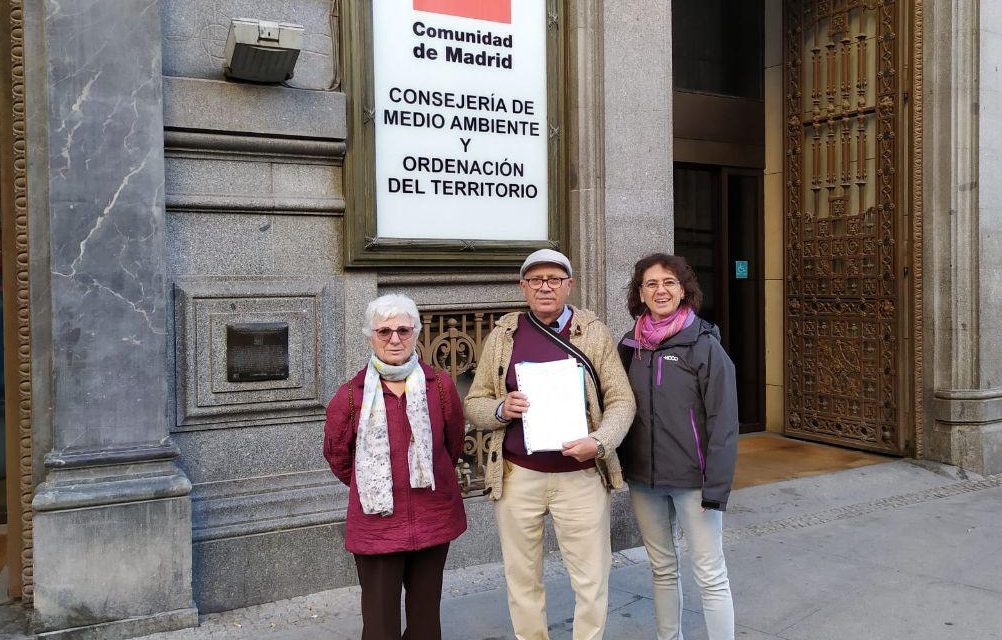 Comunidad
de Madrid
CONSEJERÍA DE
MEDIO AMBIENTE
Y
ORDENACIÓN
DEL TERRITORIO